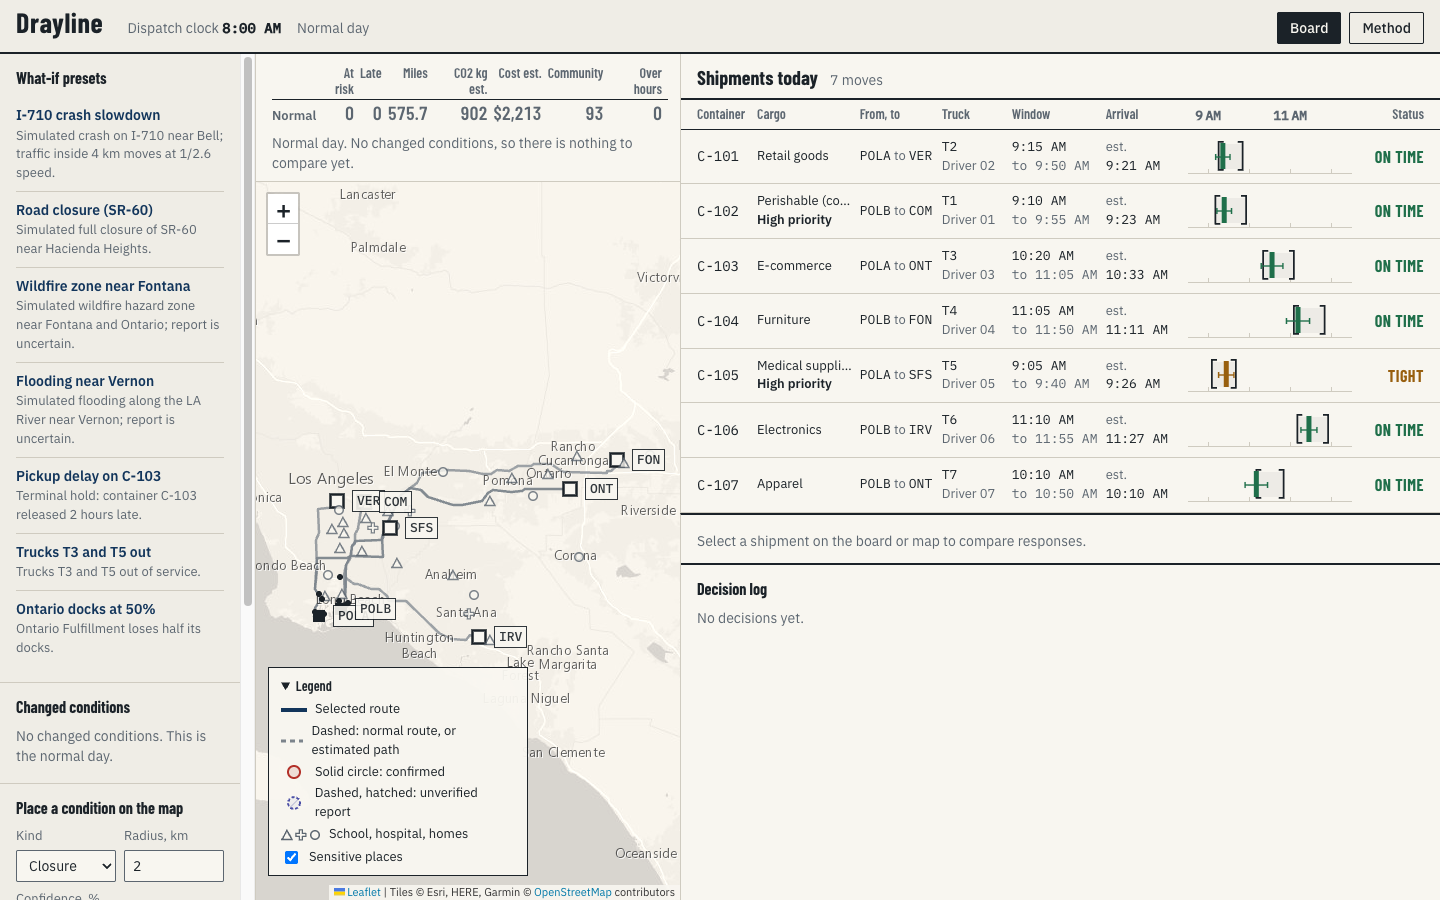 Drayline
Dispatch clock 8:00 AM Normal day
Board
Method
What-if presets
I-710 crash slowdown
Simulated crash on I-710 near Bell;
traffic inside 4 km moves at 1/2.6
speed.
Road closure (SR-60)
Simulated full closure of SR-60
near Hacienda Heights.
Wildfire zone near Fontana
Simulated wildfire hazard zone
near Fontana and Ontario; report is
uncertain.
Flooding near Vernon
Simulated flooding along the LA
River near Vernon; report is
uncertain.
Pickup delay on C-103
Terminal hold: container C-103
released 2 hours late.
Trucks T3 and T5 out
Trucks T3 and T5 out of service.
Ontario docks at 50%
Ontario Fulfillment loses half its
docks.
Changed conditions
No changed conditions. This is
the normal day.
Place a condition on the map
Kind Radius, km
Closure 2
Confidence, %
At risk Late Miles CO2 kg est. Cost est. Community Over hours
Normal 0 0 575.7 902 $2,213 93 0
Normal day. No changed conditions, so there is nothing to
compare yet.
+
−
Lancaster
Palmdale
Victorv
Rancho
Cucamonga
Los Angeles
El Monte
Pomona
Ontario
FON
ONT
onica
VER
COM
Riverside
SFS
ondo Beach
Corona
Anaheim
Long Beach
PO
POLB
Santa Ana
Huntington
Beach
IRV
Rancho Santa
Margarita
Lake
Forest
Laguna Niguel
an Clemente
Oceanside
▼ Legend
Selected route
Dashed: normal route, or
estimated path
Solid circle: confirmed
Dashed, hatched: unverified
report
School, hospital, homes
Sensitive places
Leaflet | Tiles © Esri, HERE, Garmin © OpenStreetMap contributors
Shipments today 7 moves
Container Cargo From, to Truck Window Arrival 9 AM 11 AM Status
C-101 Retail goods POLA to VER T2 Driver 02 9:15 AM to 9:50 AM est. 9:21 AM ON TIME
C-102 Perishable (co... High priority POLB to COM T1 Driver 01 9:10 AM to 9:55 AM est. 9:23 AM ON TIME
C-103 E-commerce POLA to ONT T3 Driver 03 10:20 AM to 11:05 AM est. 10:33 AM ON TIME
C-104 Furniture POLB to FON T4 Driver 04 11:05 AM to 11:50 AM est. 11:11 AM ON TIME
C-105 Medical suppli... High priority POLA to SFS T5 Driver 05 9:05 AM to 9:40 AM est. 9:26 AM TIGHT
C-106 Electronics POLB to IRV T6 Driver 06 11:10 AM to 11:55 AM est. 11:27 AM ON TIME
C-107 Apparel POLB to ONT T7 Driver 07 10:10 AM to 10:50 AM est. 10:10 AM ON TIME
Select a shipment on the board or map to compare responses.
Decision log
No decisions yet.